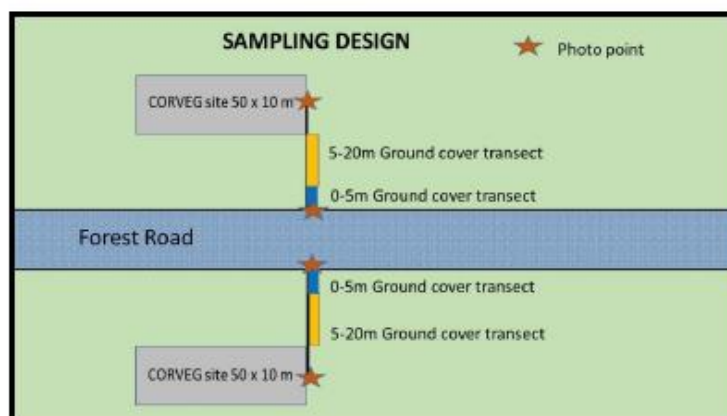 SAMPLING DESIGN
Photo point
CORVEG site 50 x 10 m
5-20m Ground cover transect
0-5m Ground cover transect
Forest Road
0-5m Ground cover transect
5-20m Ground cover transect
CORVEG site 50 x 10 m